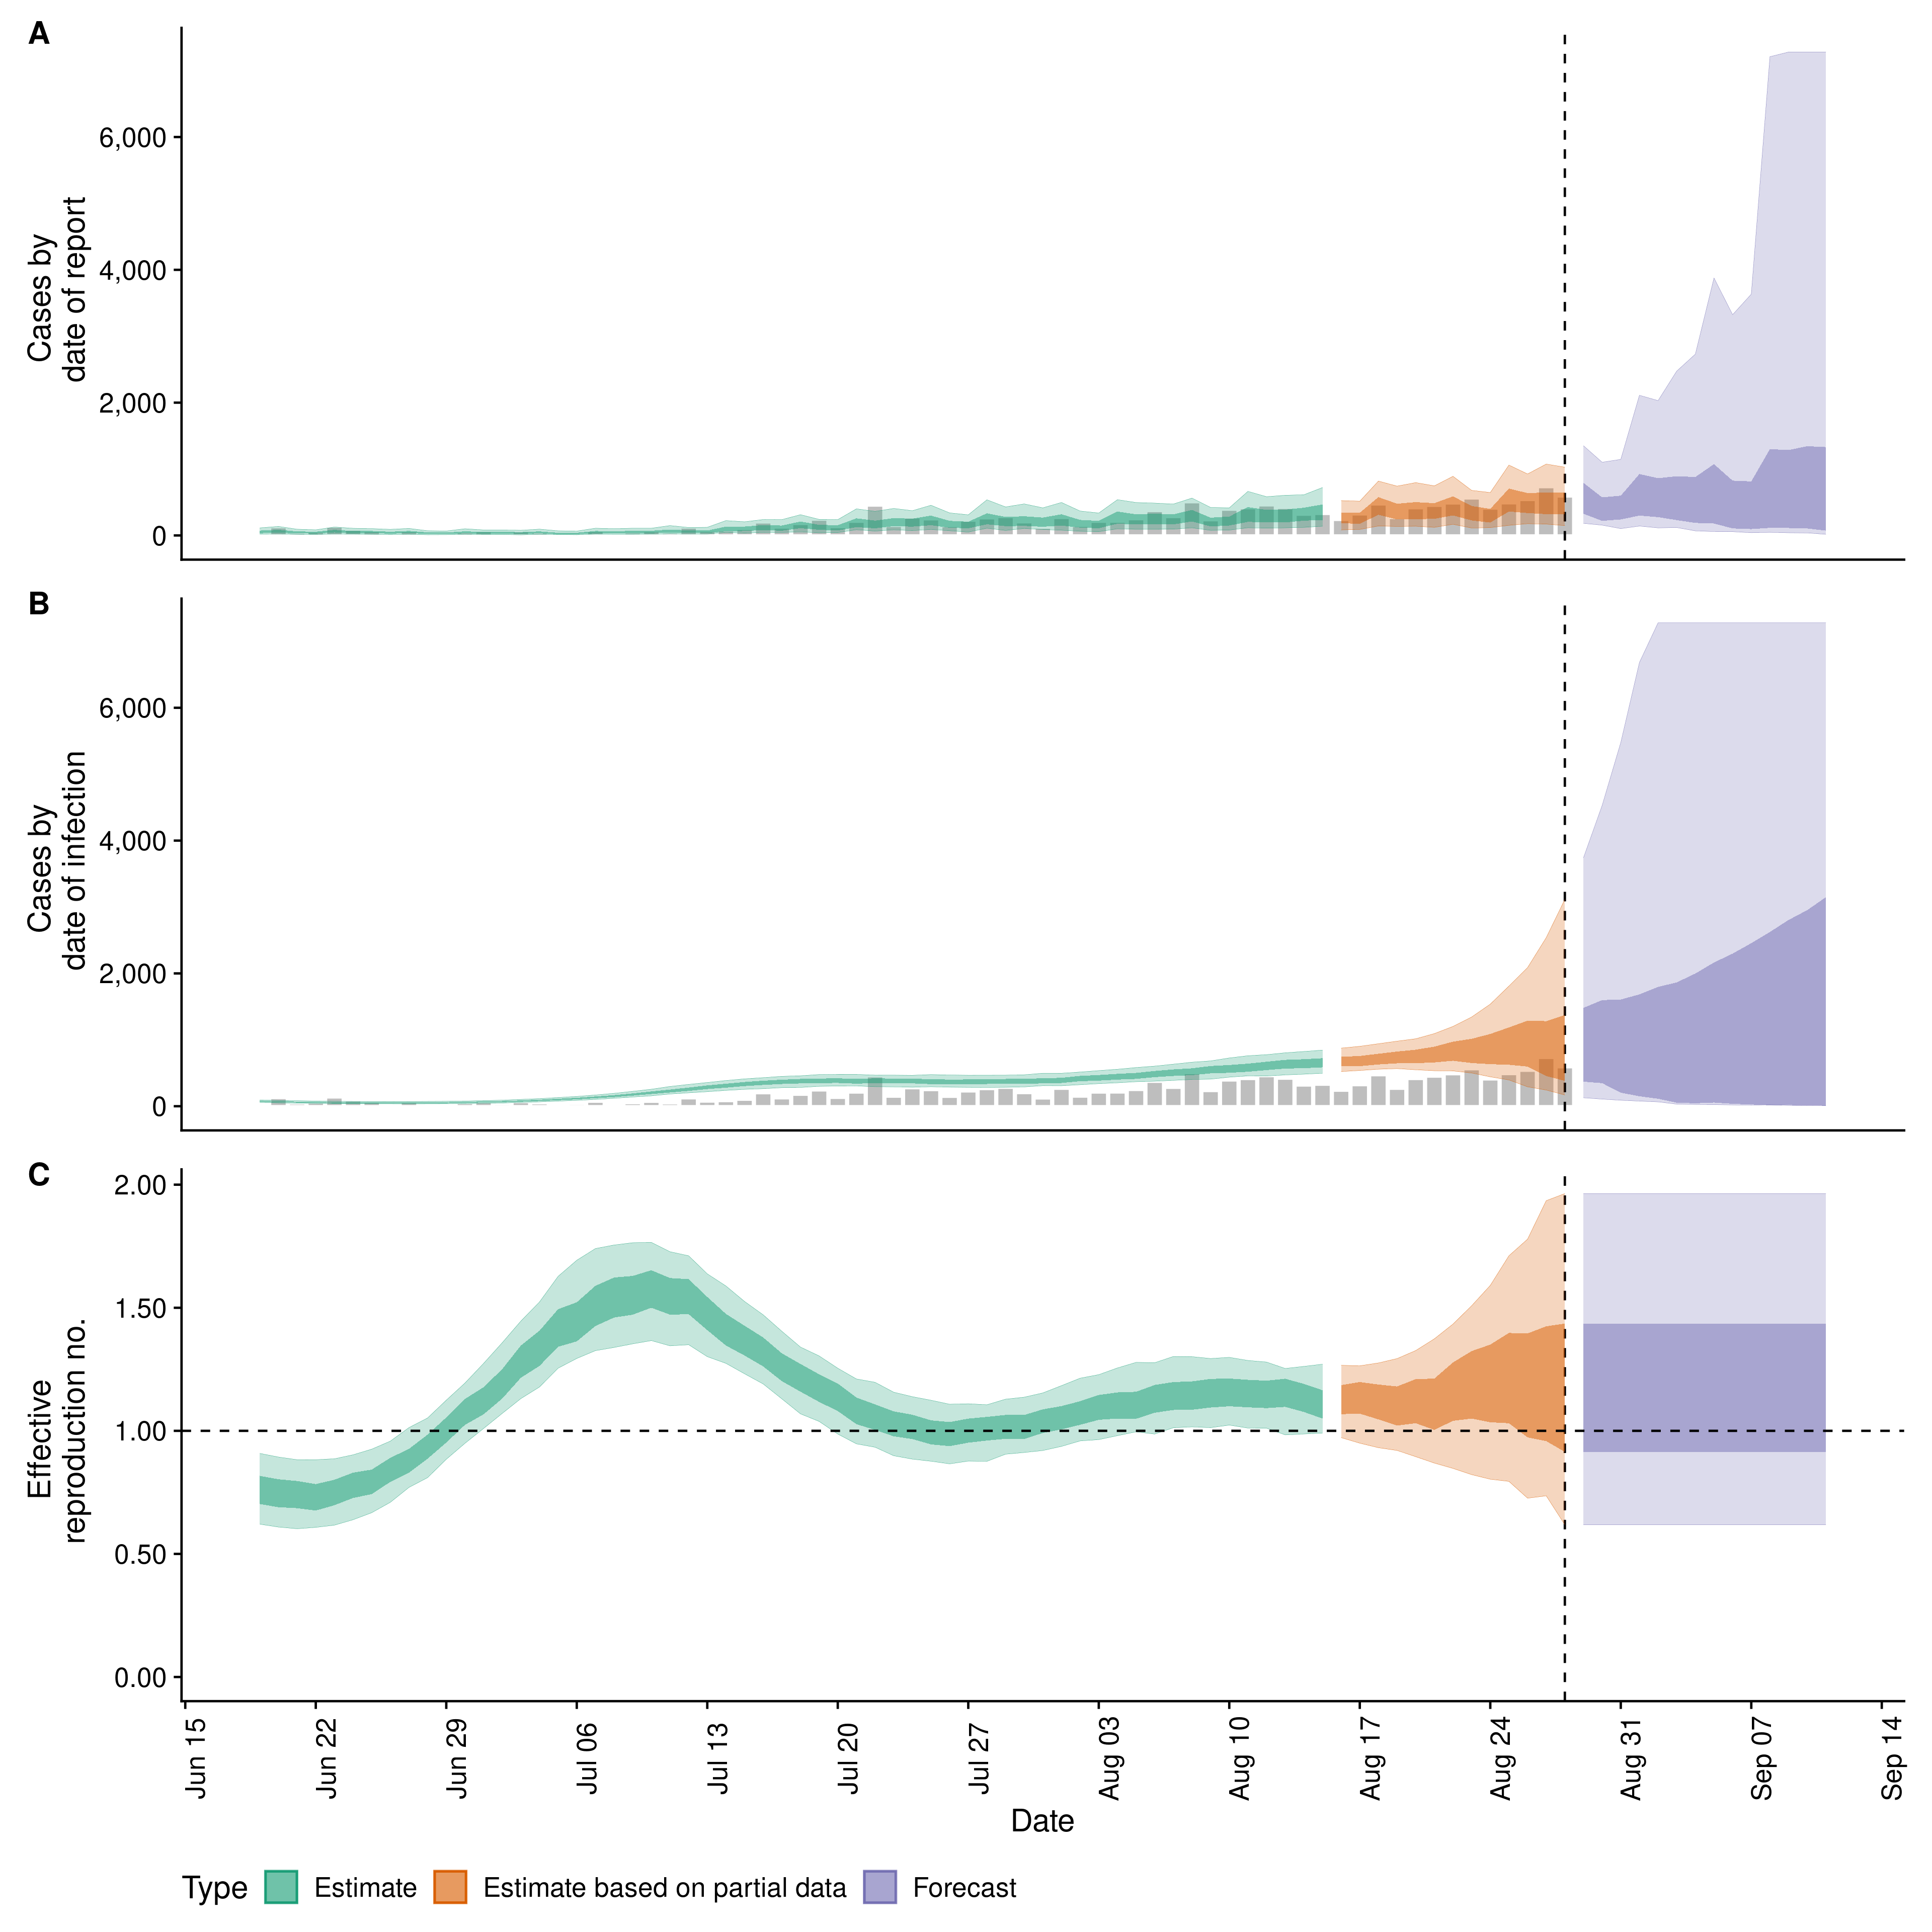 A
Cases by
date of report
6,000
4,000
2,000
0
B
Cases by
date of infection
6,000
4,000
2,000
0
C
Effective
reproduction no.
2.00
1.50
1.00
0.50
0.00
Jun 15
Jun 22
Jun 29
Jul 06
Jul 13
Jul 20
Jul 27
Aug 03
Aug 10
Aug 17
Aug 24
Aug 31
Sep 07
Sep 14
Date
Type Estimate Estimate based on partial data Forecast